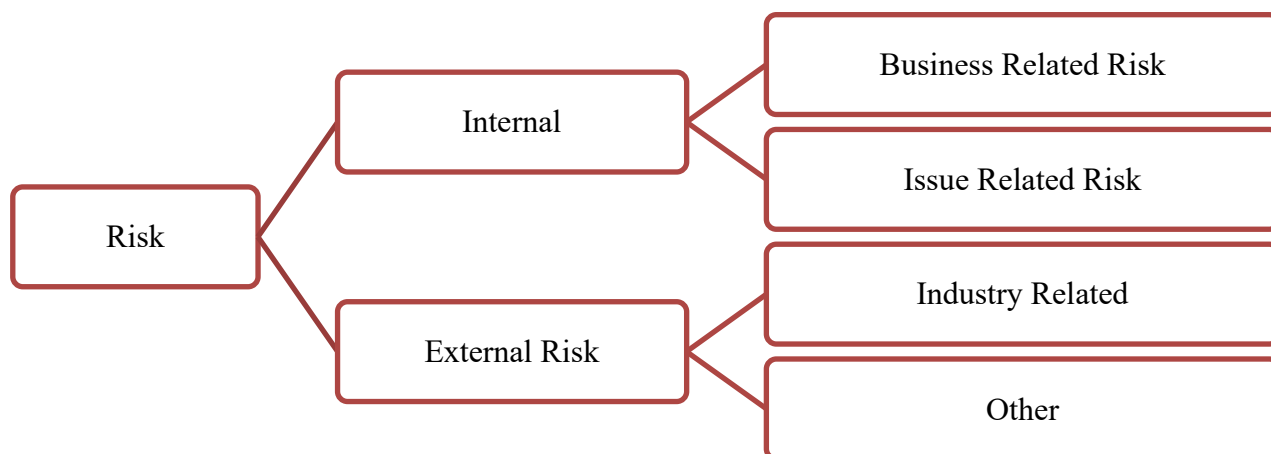 Risk
Internal
Business Related Risk
Issue Related Risk
External Risk
Industry Related
Other